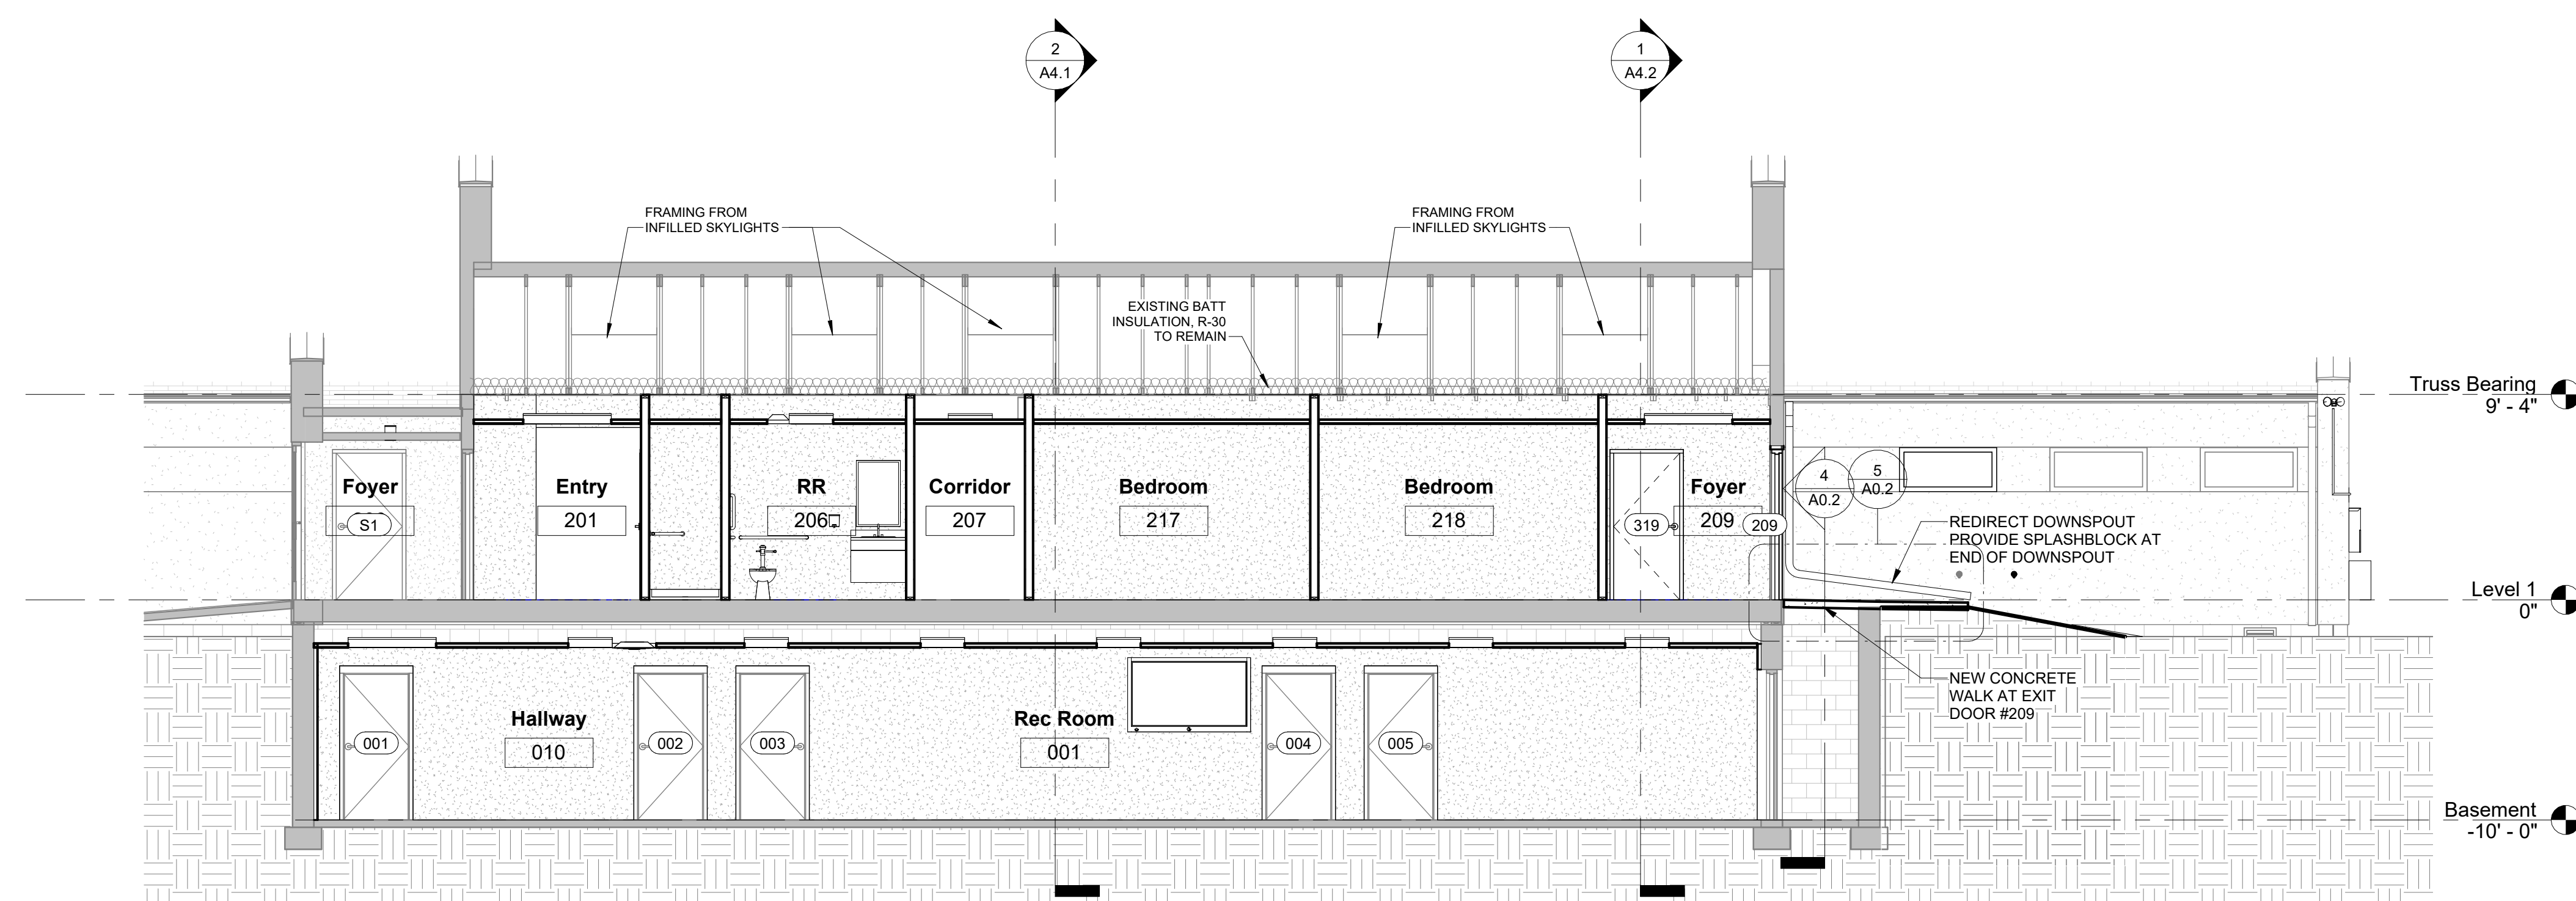 2
A4.1
1
A4.2
FRAMING FROM
INFILLED SKYLIGHTS
FRAMING FROM
INFILLED SKYLIGHTS
EXISTING BATT
INSULATION, R-30
TO REMAIN
Truss Bearing
9' - 4"
Foyer
S1
Entry
201
RR
206
Corridor
207
Bedroom
217
Bedroom
218
319
Foyer
209
209
4
A0.2
5
A0.2
REDIRECT DOWNSPOUT
PROVIDE SPLASHBLOCK AT
END OF DOWNSPOUT
Level 1
0"
NEW CONCRETE
WALK AT EXIT
DOOR #209
001
Hallway
010
002
003
Rec Room
001
004
005
Basement
-10' - 0"